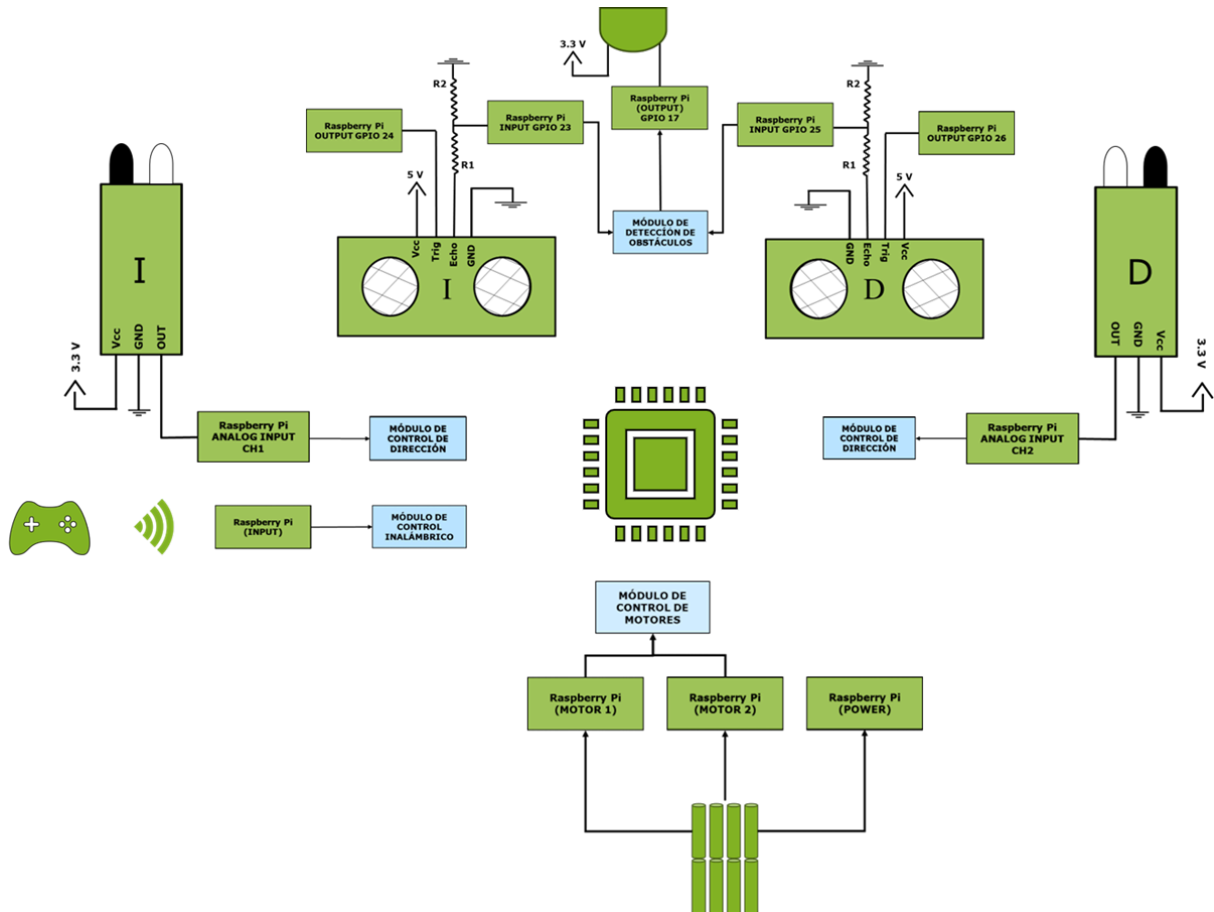 3.3 V
R2
R2
Raspberry Pi
OUTPUT GPIO 24
Raspberry Pi
INPUT GPIO 23
Raspberry Pi
(OUTPUT)
GPIO 17
Raspberry Pi
INPUT GPIO 25
Raspberry Pi
OUTPUT GPIO 26
R1
R1
5 V
5 V
MÓDULO DE
DETECCÍON DE
OBSTÁCULOS
Vcc
Trig
Echo
GND
I
GND
Echo
Trig
Vcc
D
I
Vcc
GND
OUT
3.3 V
D
OUT
GND
Vcc
3.3 V
Raspberry Pi
ANALOG INPUT
CH1
MÓDULO DE
CONTROL DE
DIRECCIÓN
MÓDULO DE
CONTROL DE
DIRECCIÓN
Raspberry Pi
ANALOG INPUT
CH2
Raspberry Pi
(INPUT)
MÓDULO DE
CONTROL
INALÁMBRICO
MÓDULO DE
CONTROL DE
MOTORES
Raspberry Pi
(MOTOR 1)
Raspberry Pi
(MOTOR 2)
Raspberry Pi
(POWER)